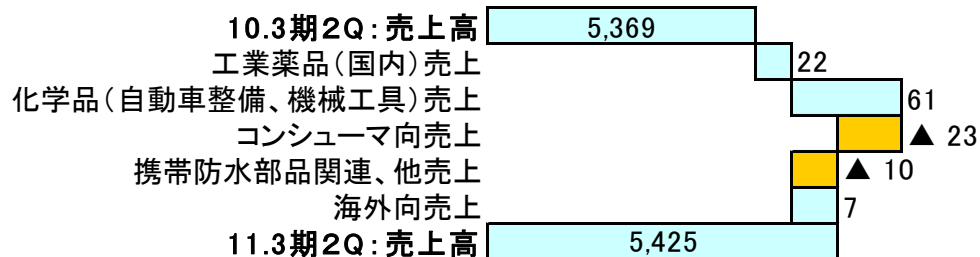 10.3期2Q:売上高 5,369
工業薬品(国内)売上 22
化学品(自動車整備、機械工具)売上 61
コンシューマ向売上 ▲ 23
携帯防水部品関連、他売上 ▲ 10
海外向売上 7
11.3期2Q:売上高 5,425